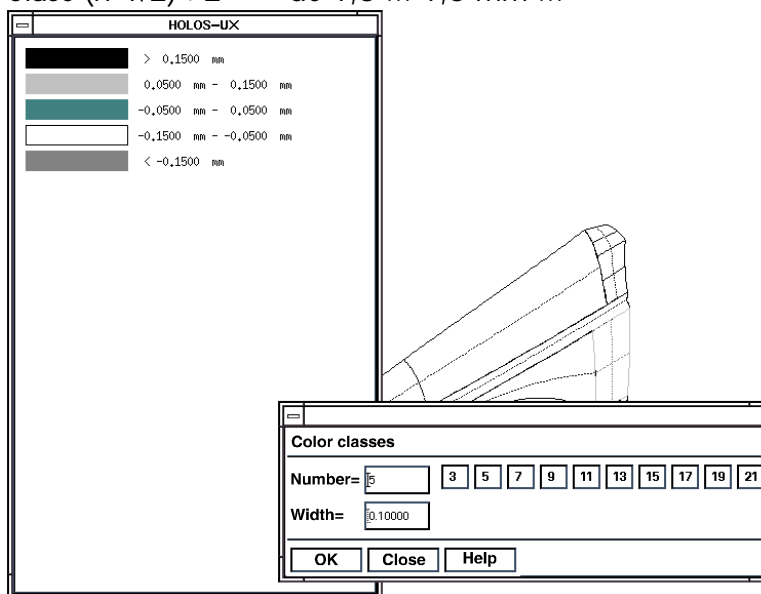 HOLOS-UX
> 0.1500 mm
0.0500 mm - 0.1500 mm
-0.0500 mm - 0.0500 mm
-0.1500 mm - -0.0500 mm
< -0.1500 mm
Color classes
Number= 5 3 5 7 9 11 13 15 17 19 21
Width= 0.10000
OK Close Help